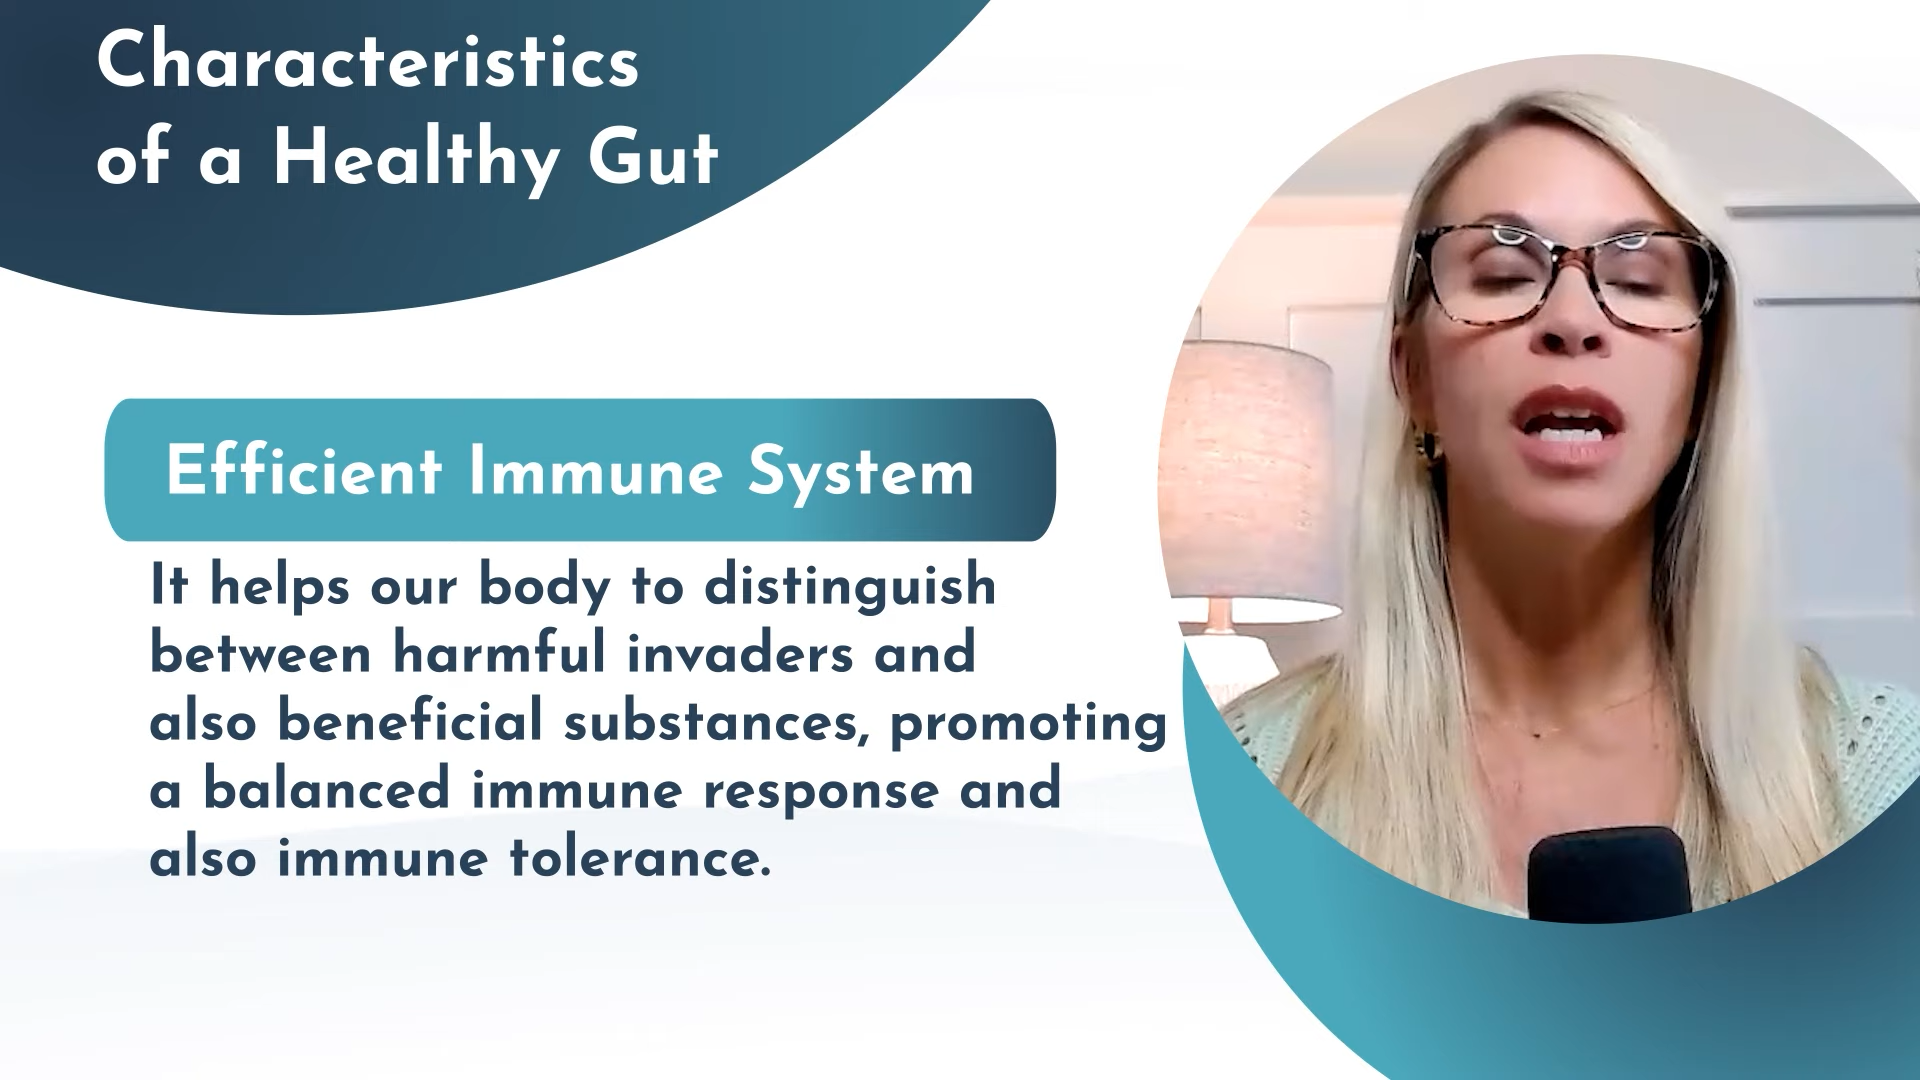 Characteristics
of a Healthy Gut
Efficient Immune System
It helps our body to distinguish
between harmful invaders and
also beneficial substances, promoting
a balanced immune response and
also immune tolerance.